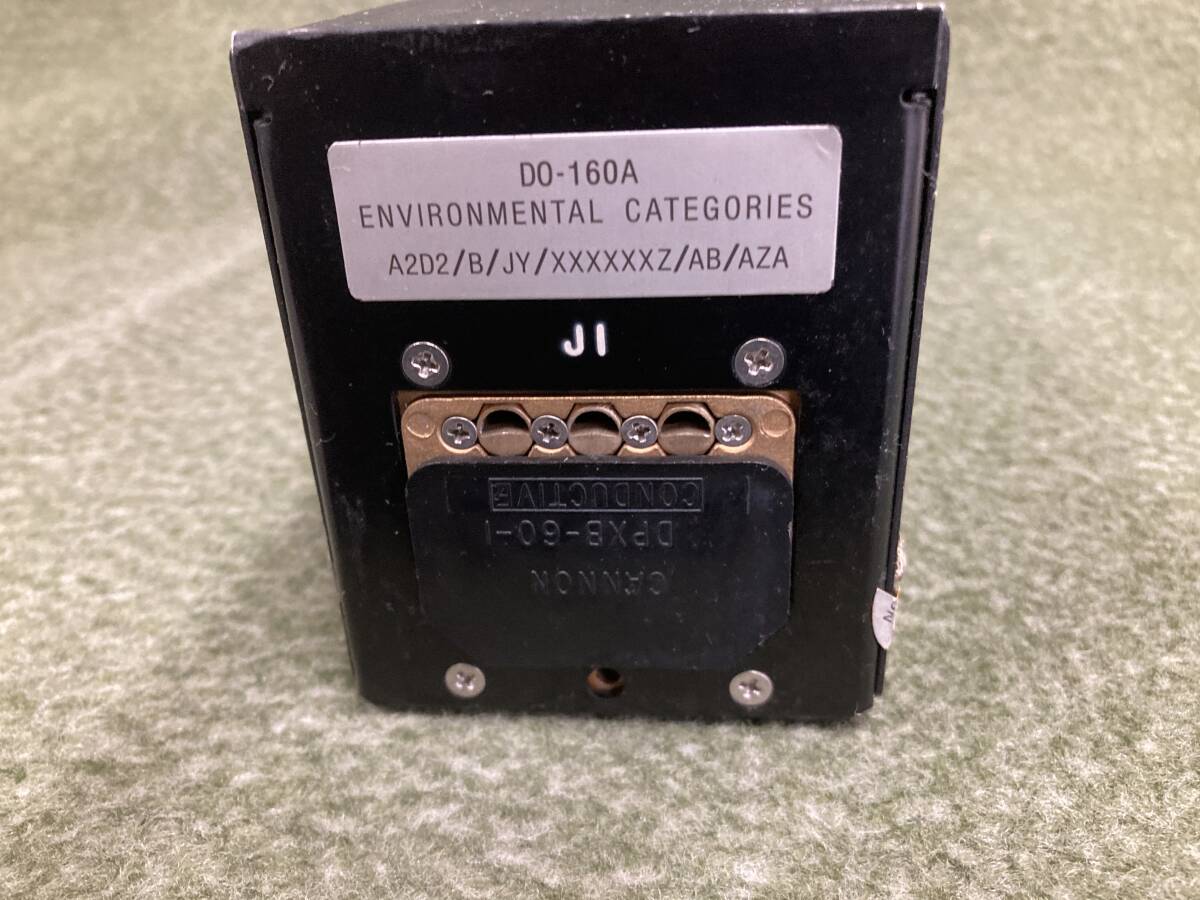 DO-160A
ENVIRONMENTAL CATEGORIES
A2D2/B/JY/XXXXXXZ/AB/AZA
J1
CONDUCTIVE
DPXB-60-1
CANNON